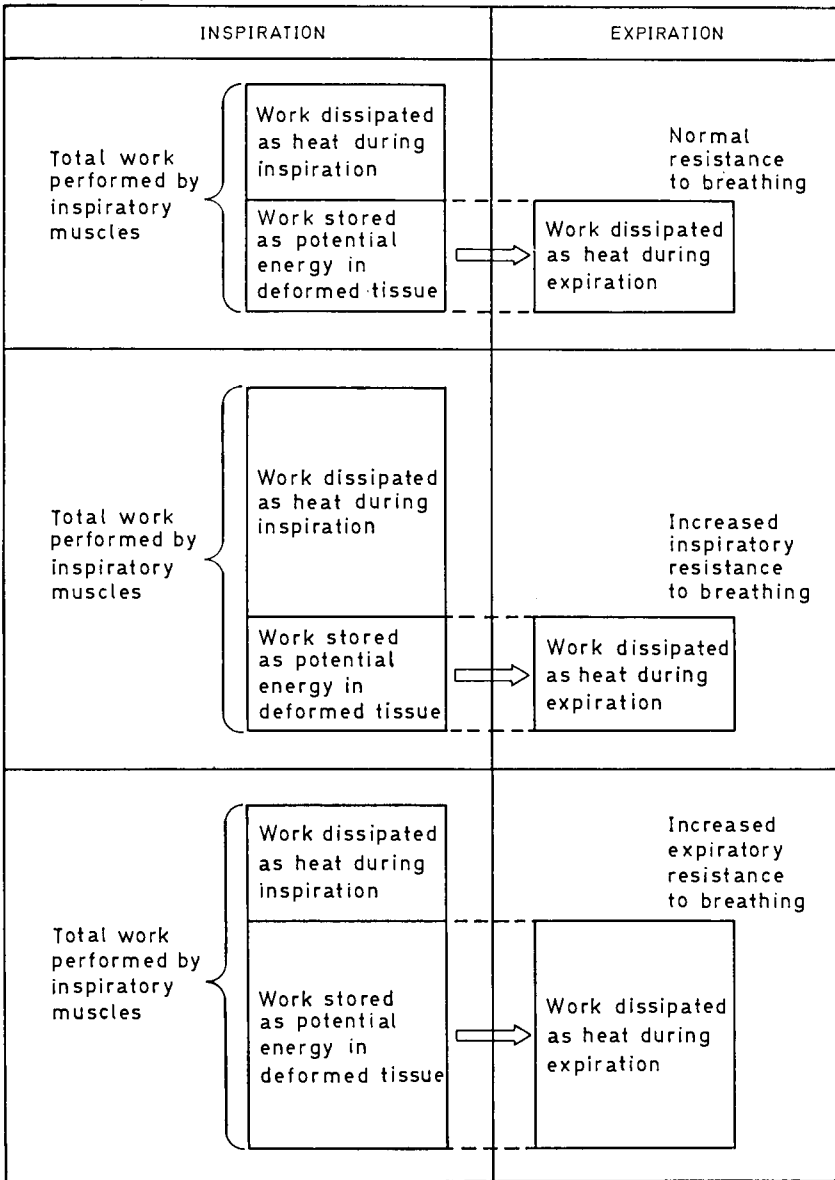 INSPIRATION
EXPIRATION
Total work
performed by
inspiratory
muscles
Work dissipated
as heat during
inspiration
Work stored
as potential
energy in
deformed tissue
Normal
resistance
to breathing
Work dissipated
as heat during
expiration
Total work
performed by
inspiratory
muscles
Work dissipated
as heat during
inspiration
Work stored
as potential
energy in
deformed tissue
Increased
inspiratory
resistance
to breathing
Work dissipated
as heat during
expiration
Total work
performed by
inspiratory
muscles
Work dissipated
as heat during
inspiration
Work stored
as potential
energy in
deformed tissue
Increased
expiratory
resistance
to breathing
Work dissipated
as heat during
expiration